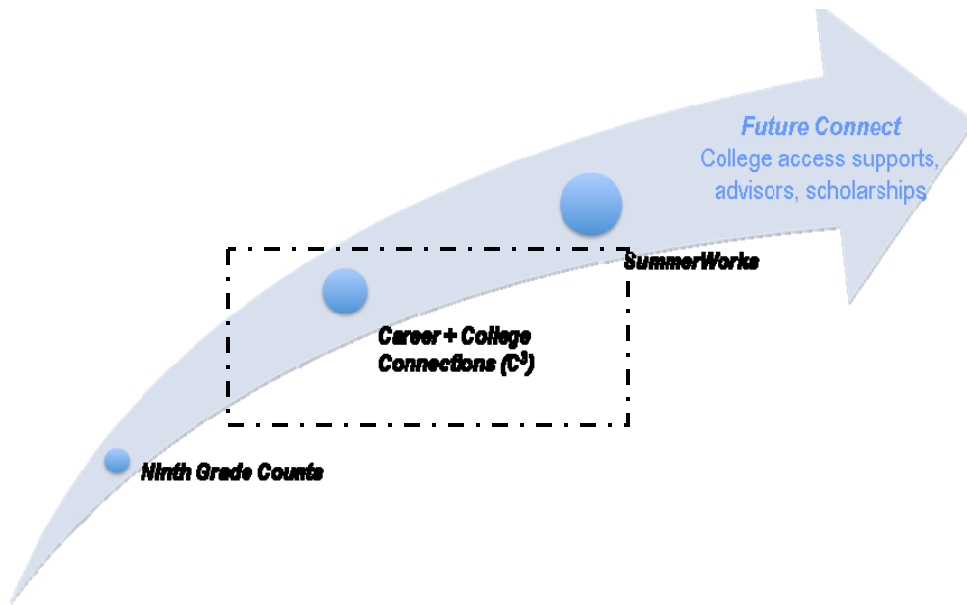 Future Connect
College access supports,
advisors, scholarships
SummerWorks
Career + College
Connections (C³)
Ninth Grade Counts